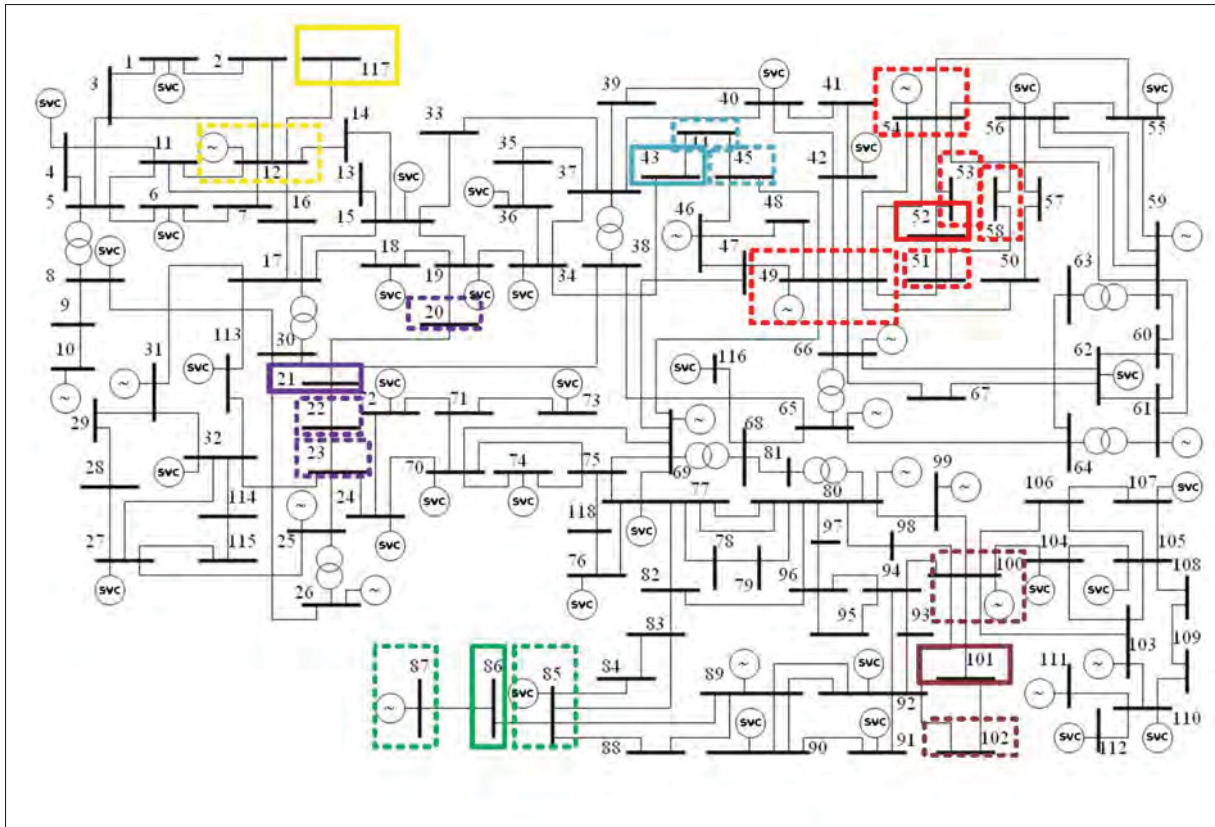 1 2 117 39 SVC 40 41
SVC 3 SVC 14 33 SVC SVC
SVC 11 ~ 35 37 ~ 54 56 55
4 12 13 43 45 42 SVC 53 57
5 6 7 16 15 SVC SVC 36 46 48 52 58 59
SVC SVC 18 38 ~ 47 ~
8 17 19 34 49 51 50 63
9 SVC SVC SVC ~
10 113 30 20 66 ~ 60
31 21 SVC 116 62
~ SVC ~ SVC 71 SVC 73 SVC 67 61
29 22 65 ~
32 23 70 74 75 69 ~ 68 81 ~ 99 64 ~
28 SVC 24 SVC SVC 77 80 ~ 106 107 SVC
114 ~ 118 SVC 97 98
27 115 25 SVC 76 78 79 96 94 100 104 105
SVC 26 ~ SVC 82 95 93 ~ SVC SVC 108
83 103 109
87 86 85 84 89 ~ SVC 101 111 ~
~ SVC 92 ~ 110
88 SVC 90 SVC 91 102 SVC 112 SVC